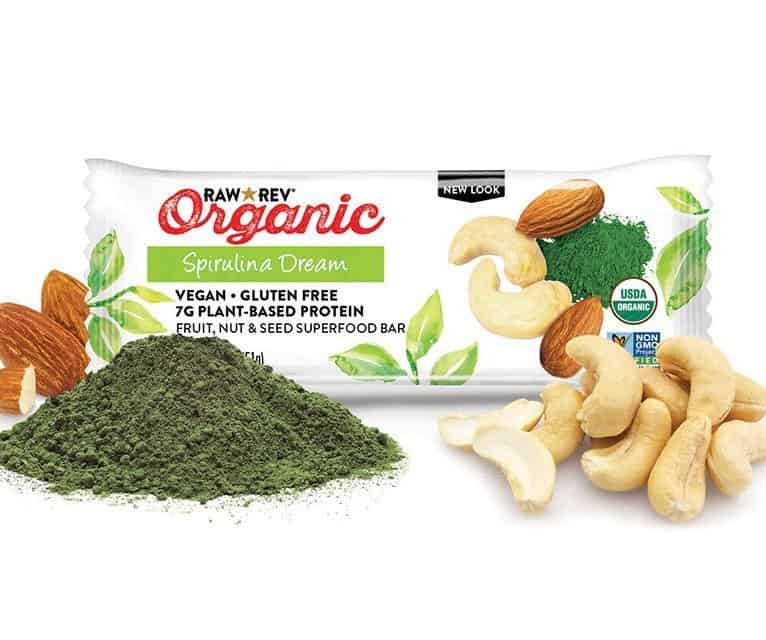 RAW★REV®
Organic
NEW LOOK
Spirulina Dream
VEGAN • GLUTEN FREE
7G PLANT-BASED PROTEIN
FRUIT, NUT & SEED SUPERFOOD BAR
USDA
ORGANIC
NON
GMO
Project